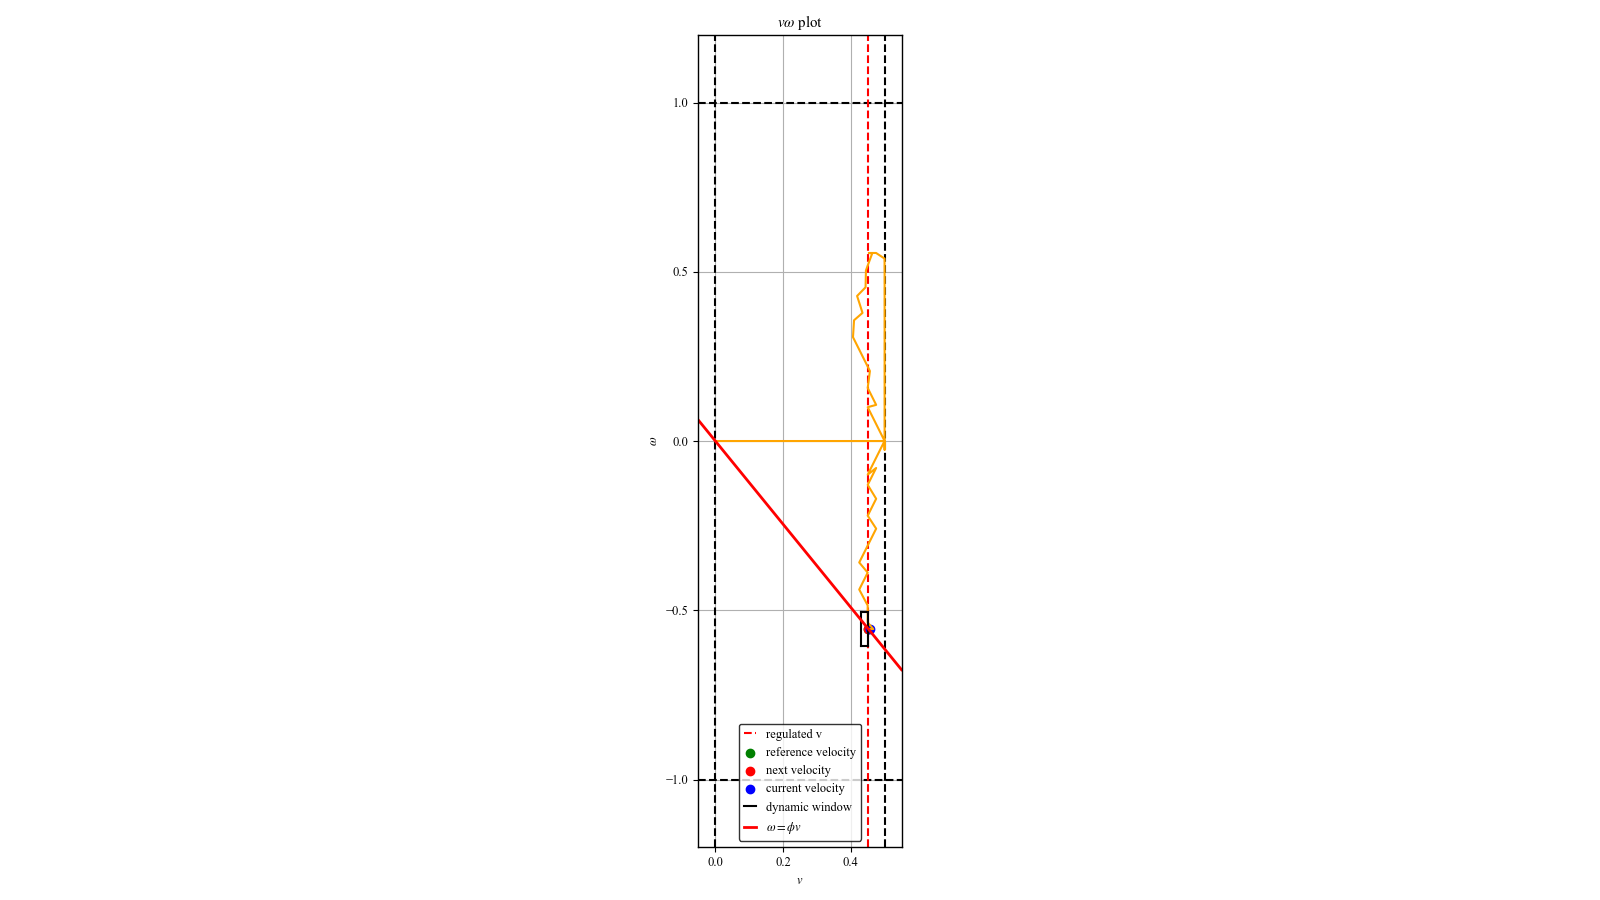 vω plot
1.0
0.5
0.0
−0.5
−1.0
ω
regulated v
reference velocity
next velocity
current velocity
dynamic window
ω = ϕv
0.0 0.2 0.4
v